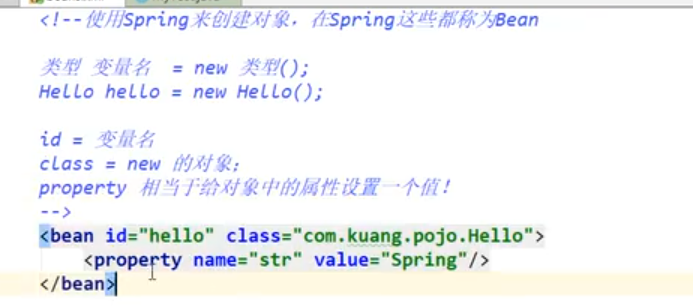 <!--使用Spring来创建对象，在Spring这些都称为Bean
类型 变量名  = new 类型();
Hello hello = new Hello();
id = 变量名
class = new 的对象;
property 相当于给对象中的属性设置一个值!
-->
<bean id="hello" class="com.kuang.pojo.Hello">
    <property name="str" value="Spring"/>
</bean>